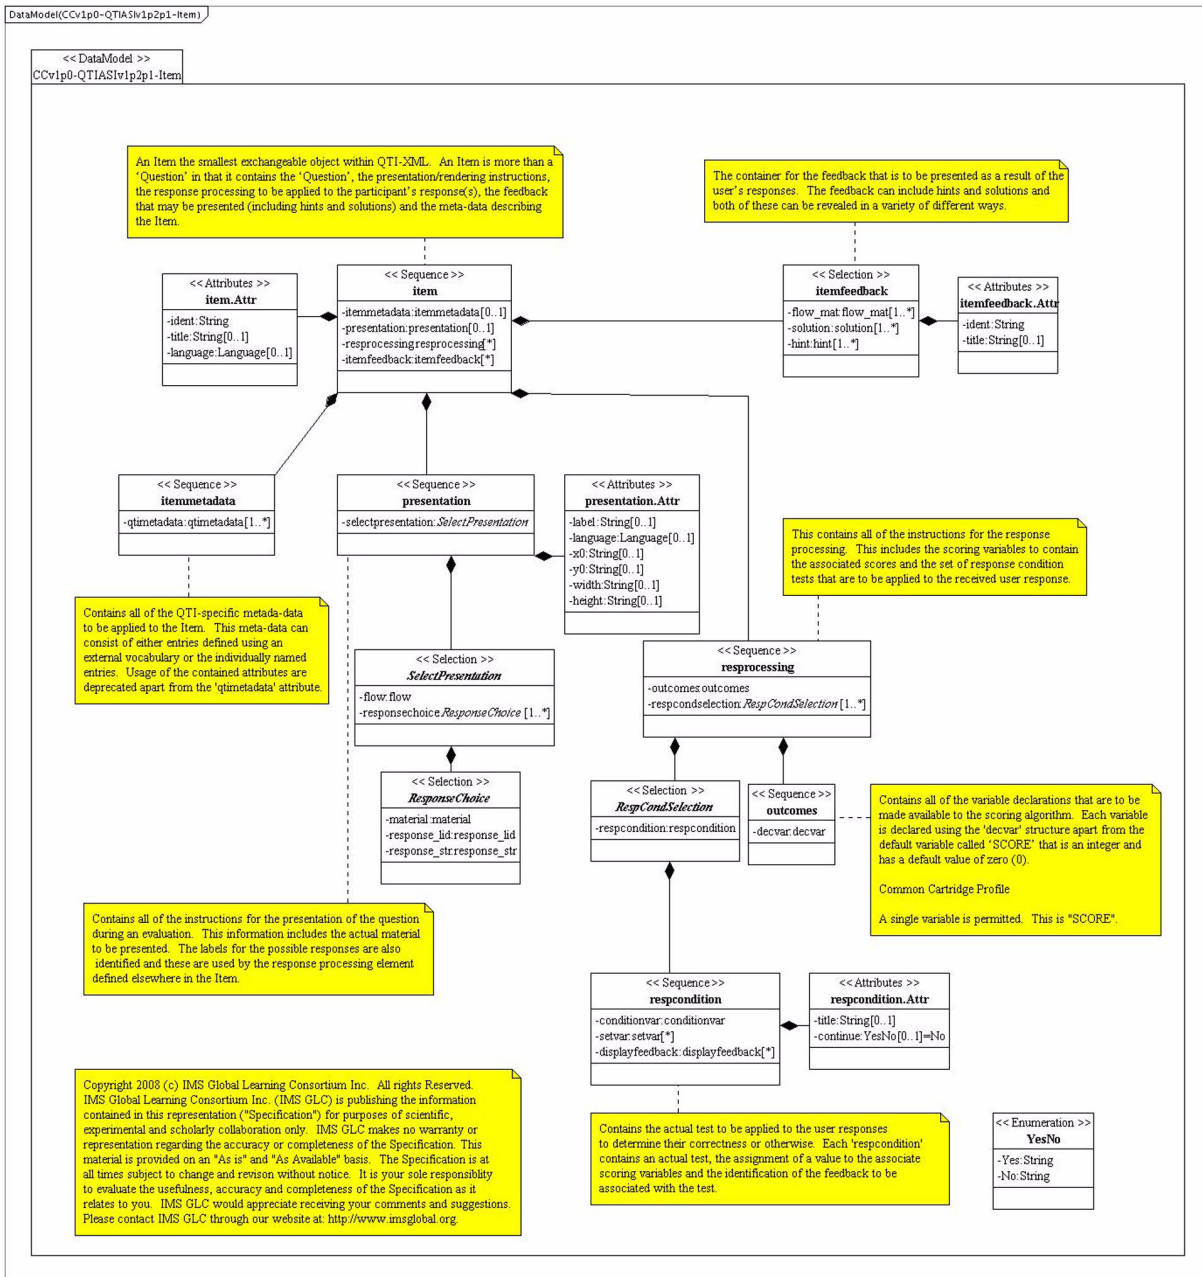 DataModel(CCv1p0-QTIASIv1p2p1-Item)
<< DataModel >>
CCv1p0-QTIASIv1p2p1-Item
An Item the smallest exchangeable object within QTI-XML. An Item is more than a
‘Question’ in that it contains the ‘Question’, the presentation/rendering instructions,
the response processing to be applied to the participant’s response(s), the feedback
that may be presented (including hints and solutions) and the meta-data describing
the Item.
The container for the feedback that is to be presented as a result of the
user’s responses. The feedback can include hints and solutions and
both of these can be revealed in a variety of different ways.
<< Attributes >>
item.Attr
-ident:String
-title:String[0..1]
-language:Language[0..1]
<< Sequence >>
item
-itemmetadata:itemmetadata[0..1]
-presentation:presentation[0..1]
-resprocessing:resprocessing[*]
-itemfeedback:itemfeedback[*]
<< Selection >>
itemfeedback
-flow_mat:flow_mat[1..*]
-solution:solution[1..*]
-hint:hint[1..*]
<< Attributes >>
itemfeedback.Attr
-ident:String
-title:String[0..1]
<< Sequence >>
itemmetadata
-qtimetadata:qtimetadata[1..*]
<< Sequence >>
presentation
-selectpresentation:SelectPresentation
<< Attributes >>
presentation.Attr
-label:String[0..1]
-language:Language[0..1]
-x0:String[0..1]
-y0:String[0..1]
-width:String[0..1]
-height:String[0..1]
This contains all of the instructions for the response
processing. This includes the scoring variables to contain
the associated scores and the set of response condition
tests that are to be applied to the received user response.
Contains all of the QTI-specific metada-data
to be applied to the Item. This meta-data can
consist of either entries defined using an
external vocabulary or the individually named
entries. Usage of the contained attributes are
deprecated apart from the 'qtimetadata' attribute.
<< Selection >>
SelectPresentation
-flow:flow
-responsechoice:ResponseChoice [1..*]
<< Sequence >>
resprocessing
-outcomes:outcomes
-respcondselection:RespCondSelection [1..*]
<< Selection >>
ResponseChoice
-material:material
-response_lid:response_lid
-response_str:response_str
<< Selection >>
RespCondSelection
-respcondition:respcondition
<< Sequence >>
outcomes
-decvar:decvar
Contains all of the variable declarations that are to be
made available to the scoring algorithm. Each variable
is declared using the 'decvar' structure apart from the
default variable called ‘SCORE’ that is an integer and
has a default value of zero (0).
Common Cartridge Profile
A single variable is permitted. This is "SCORE".
Contains all of the instructions for the presentation of the question
during an evaluation. This information includes the actual material
to be presented. The labels for the possible responses are also
identified and these are used by the response processing element
defined elsewhere in the Item.
<< Sequence >>
respcondition
-conditionvar:conditionvar
-setvar:setvar[*]
-displayfeedback:displayfeedback[*]
<< Attributes >>
respcondition.Attr
-title:String[0..1]
-continue:YesNo[0..1]=No
Copyright 2008 (c) IMS Global Learning Consortium Inc. All rights Reserved.
IMS Global Learning Consortium Inc. (IMS GLC) is publishing the information
contained in this representation ("Specification") for purposes of scientific,
experimental and scholarly collaboration only. IMS GLC makes no warranty or
representation regarding the accuracy or completeness of the Specification. This
material is provided on an "As is" and "As Available" basis. The Specification is at
all times subject to change and revison without notice. It is your sole responsiblity
to evaluate the usefulness, accuracy and completeness of the Specification as it
relates to you. IMS GLC would appreciate receiving your comments and suggestions.
Please contact IMS GLC through our website at: http://www.imsglobal.org.
Contains the actual test to be applied to the user responses
to determine their correctness or otherwise. Each 'respcondition'
contains an actual test, the assignment of a value to the associate
scoring variables and the identification of the feedback to be
associated with the test.
<< Enumeration >>
YesNo
-Yes:String
-No:String